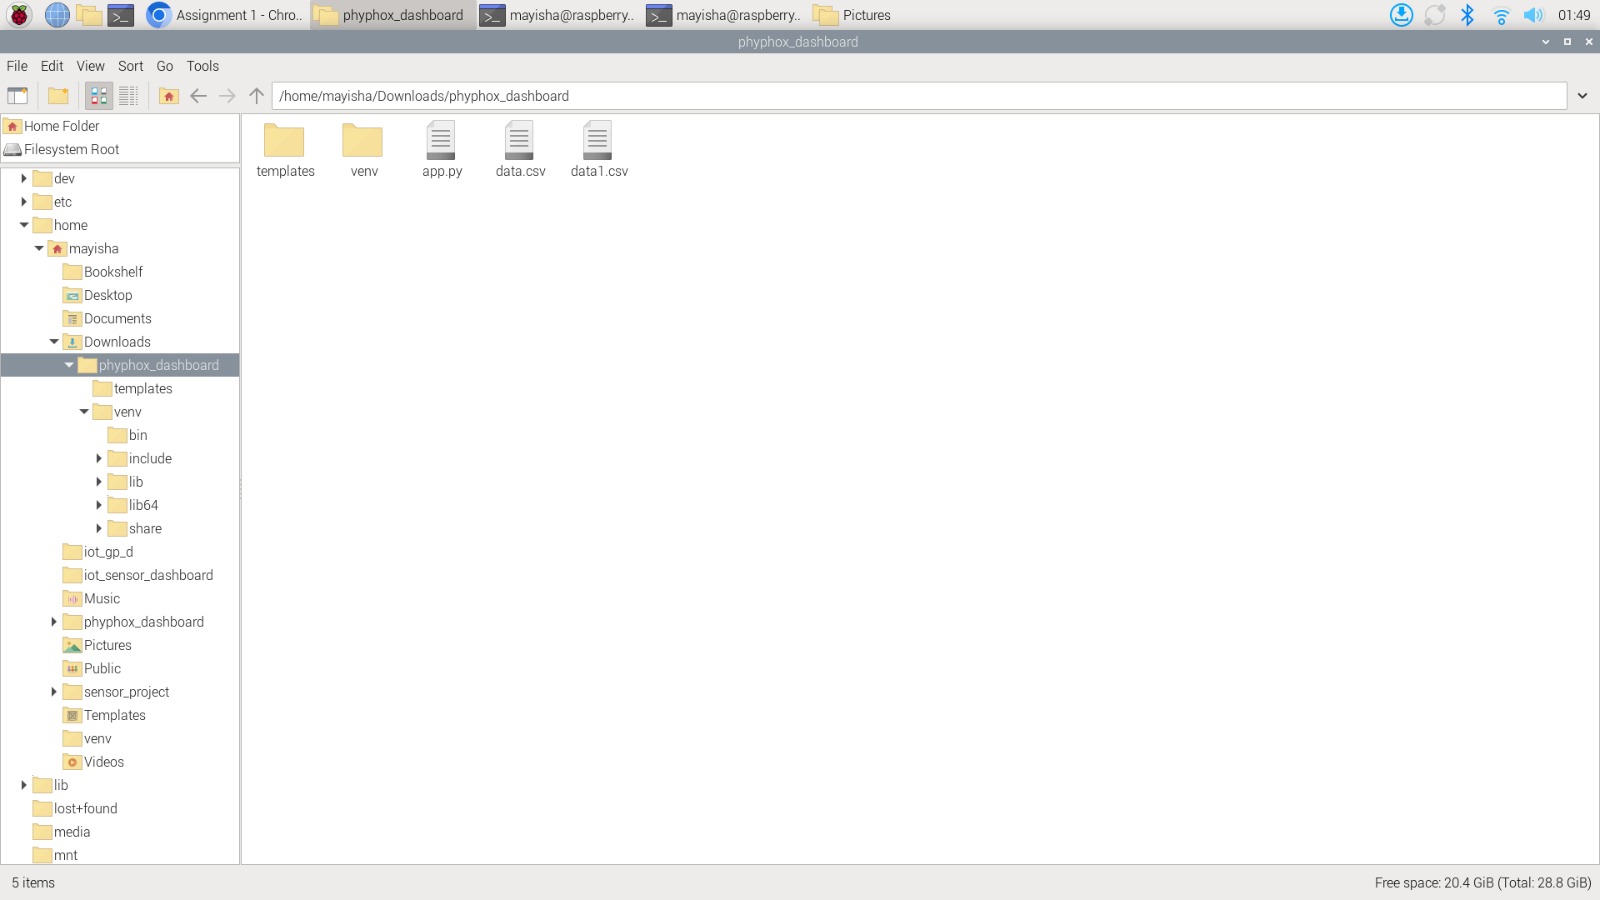 Assignment 1 - Chro..
phyphox_dashboard
mayisha@raspberry..
mayisha@raspberry..
Pictures
01:49
phyphox_dashboard
File Edit View Sort Go Tools
/home/mayisha/Downloads/phyphox_dashboard
Home Folder
Filesystem Root
dev
etc
home
mayisha
Bookshelf
Desktop
Documents
Downloads
phyphox_dashboard
templates
venv
bin
include
lib
lib64
share
iot_gp_d
iot_sensor_dashboard
Music
phyphox_dashboard
Pictures
Public
sensor_project
Templates
venv
Videos
lib
lost+found
media
mnt
templates
venv
app.py
data.csv
data1.csv
5 items
Free space: 20.4 GiB (Total: 28.8 GiB)